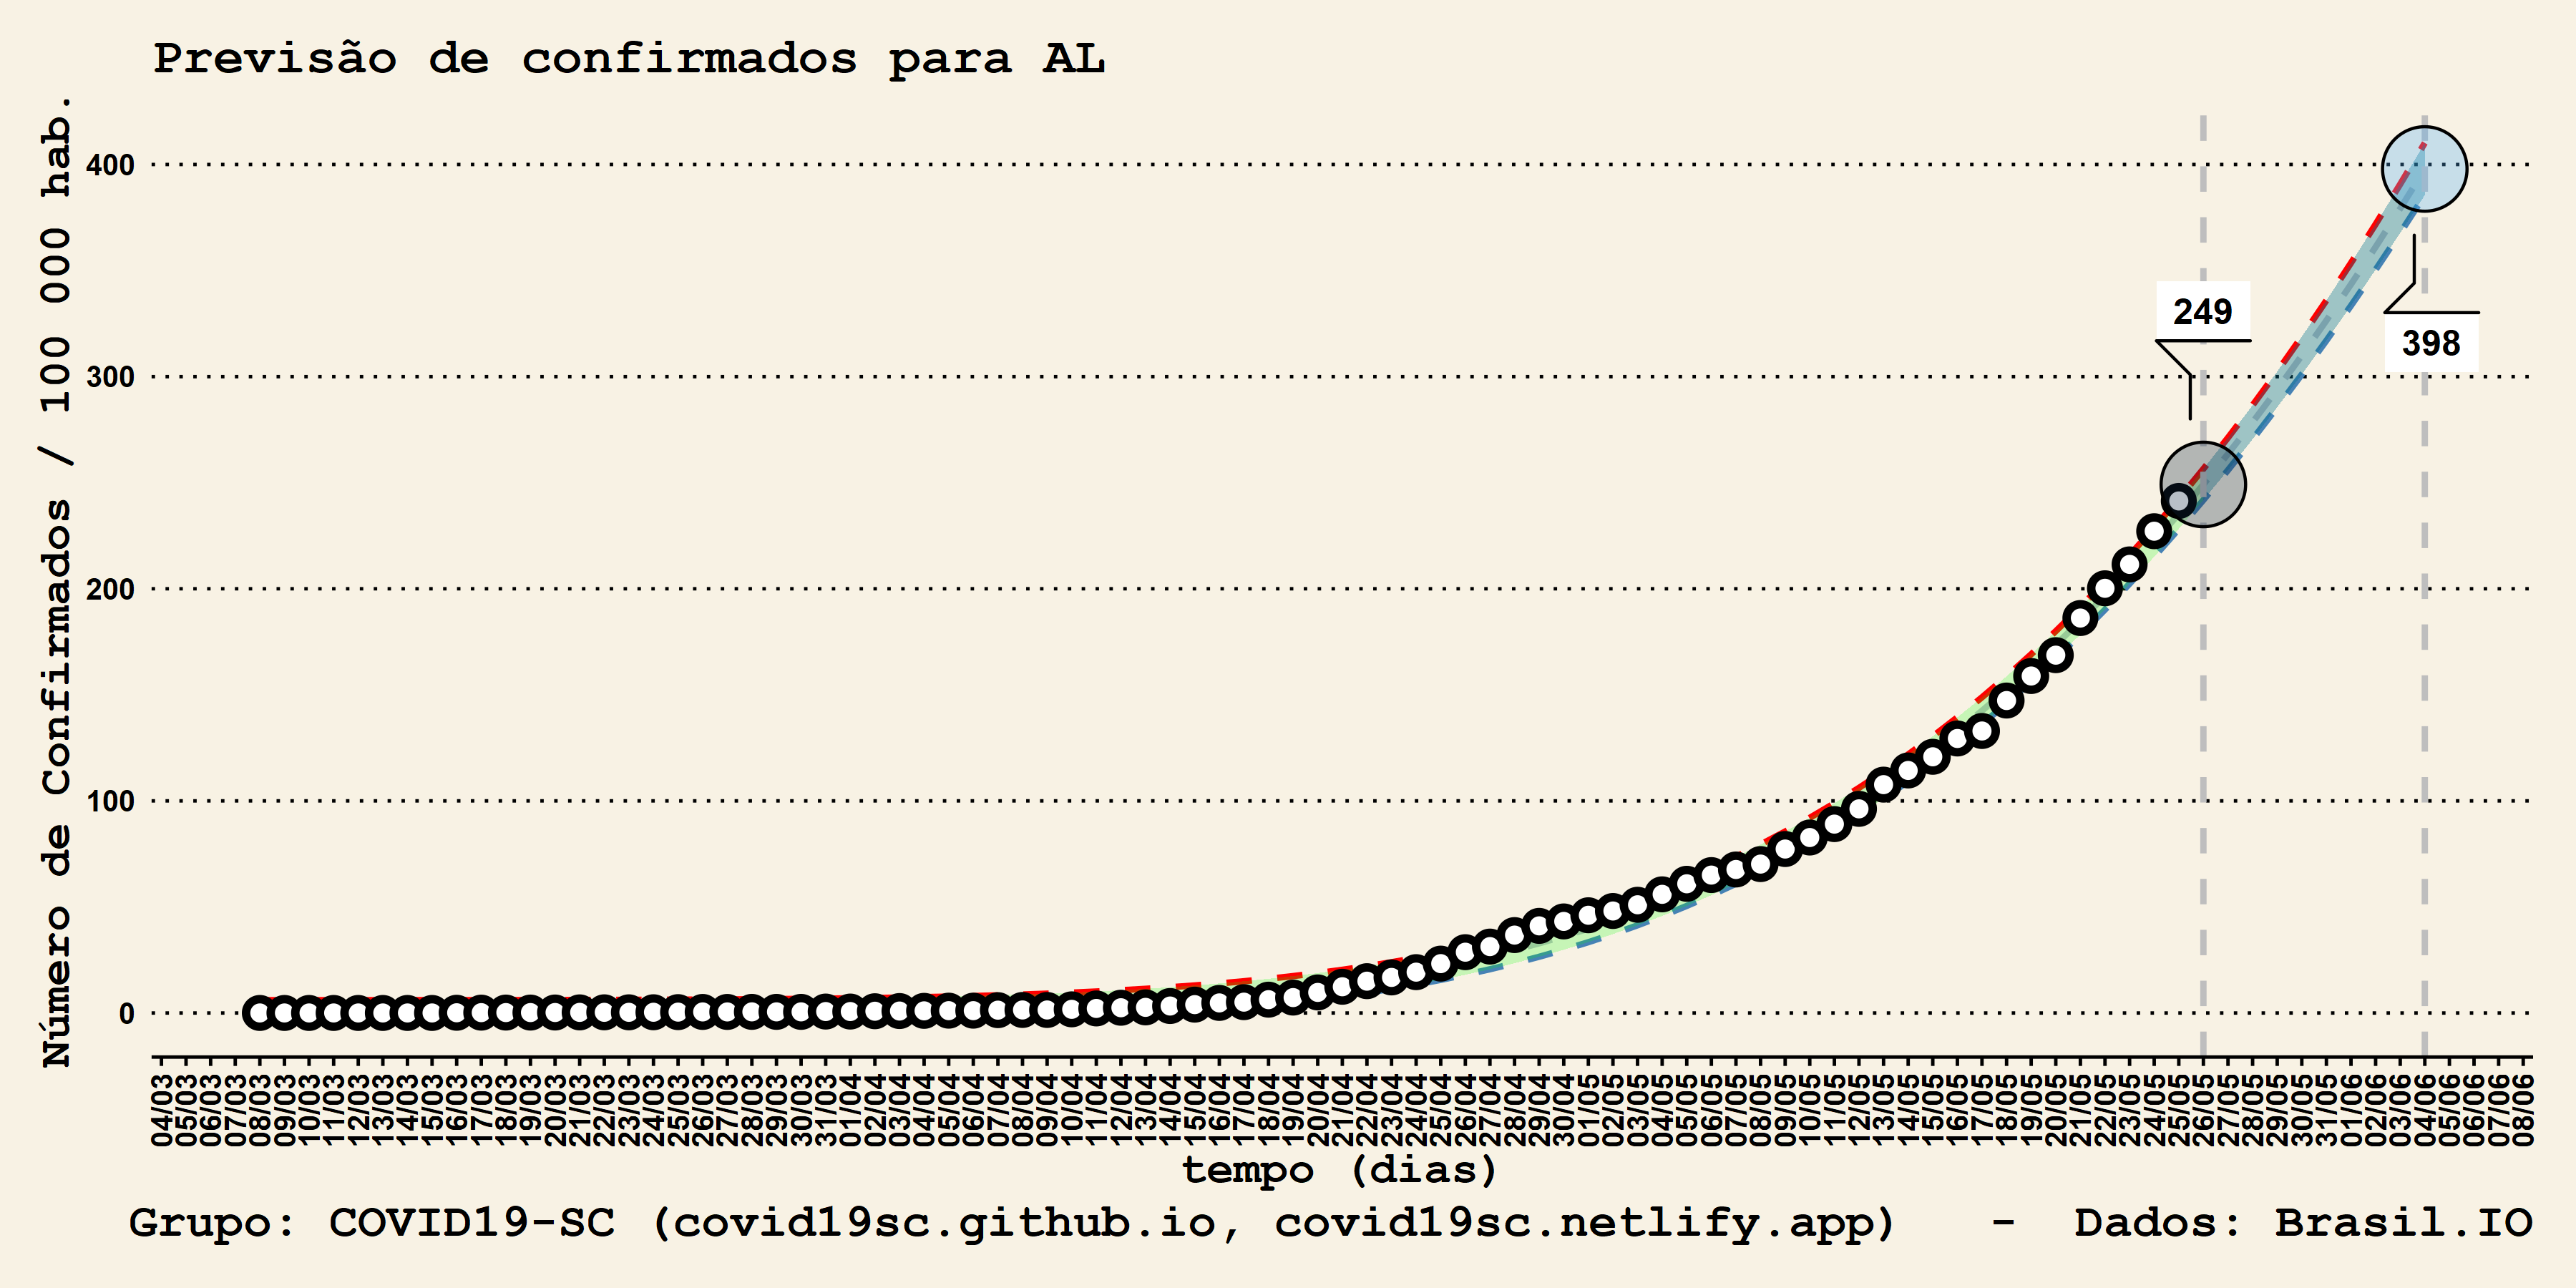 Previsão de confirmados para AL
Número de Confirmados / 100 000 hab.
400
300
200
100
0
249
398
04/03 05/03 06/03 07/03 08/03 09/03 10/03 11/03 12/03 13/03 14/03 15/03 16/03 17/03 18/03 19/03 20/03 21/03 22/03 23/03 24/03 25/03 26/03 27/03 28/03 29/03 30/03 31/03 01/04 02/04 03/04 04/04 05/04 06/04 07/04 08/04 09/04 10/04 11/04 12/04 13/04 14/04 15/04 16/04 17/04 18/04 19/04 20/04 21/04 22/04 23/04 24/04 25/04 26/04 27/04 28/04 29/04 30/04 01/05 02/05 03/05 04/05 05/05 06/05 07/05 08/05 09/05 10/05 11/05 12/05 13/05 14/05 15/05 16/05 17/05 18/05 19/05 20/05 21/05 22/05 23/05 24/05 25/05 26/05 27/05 28/05 29/05 30/05 31/05 01/06 02/06 03/06 04/06 05/06 06/06 07/06 08/06
tempo (dias)
Grupo: COVID19-SC (covid19sc.github.io, covid19sc.netlify.app) - Dados: Brasil.IO